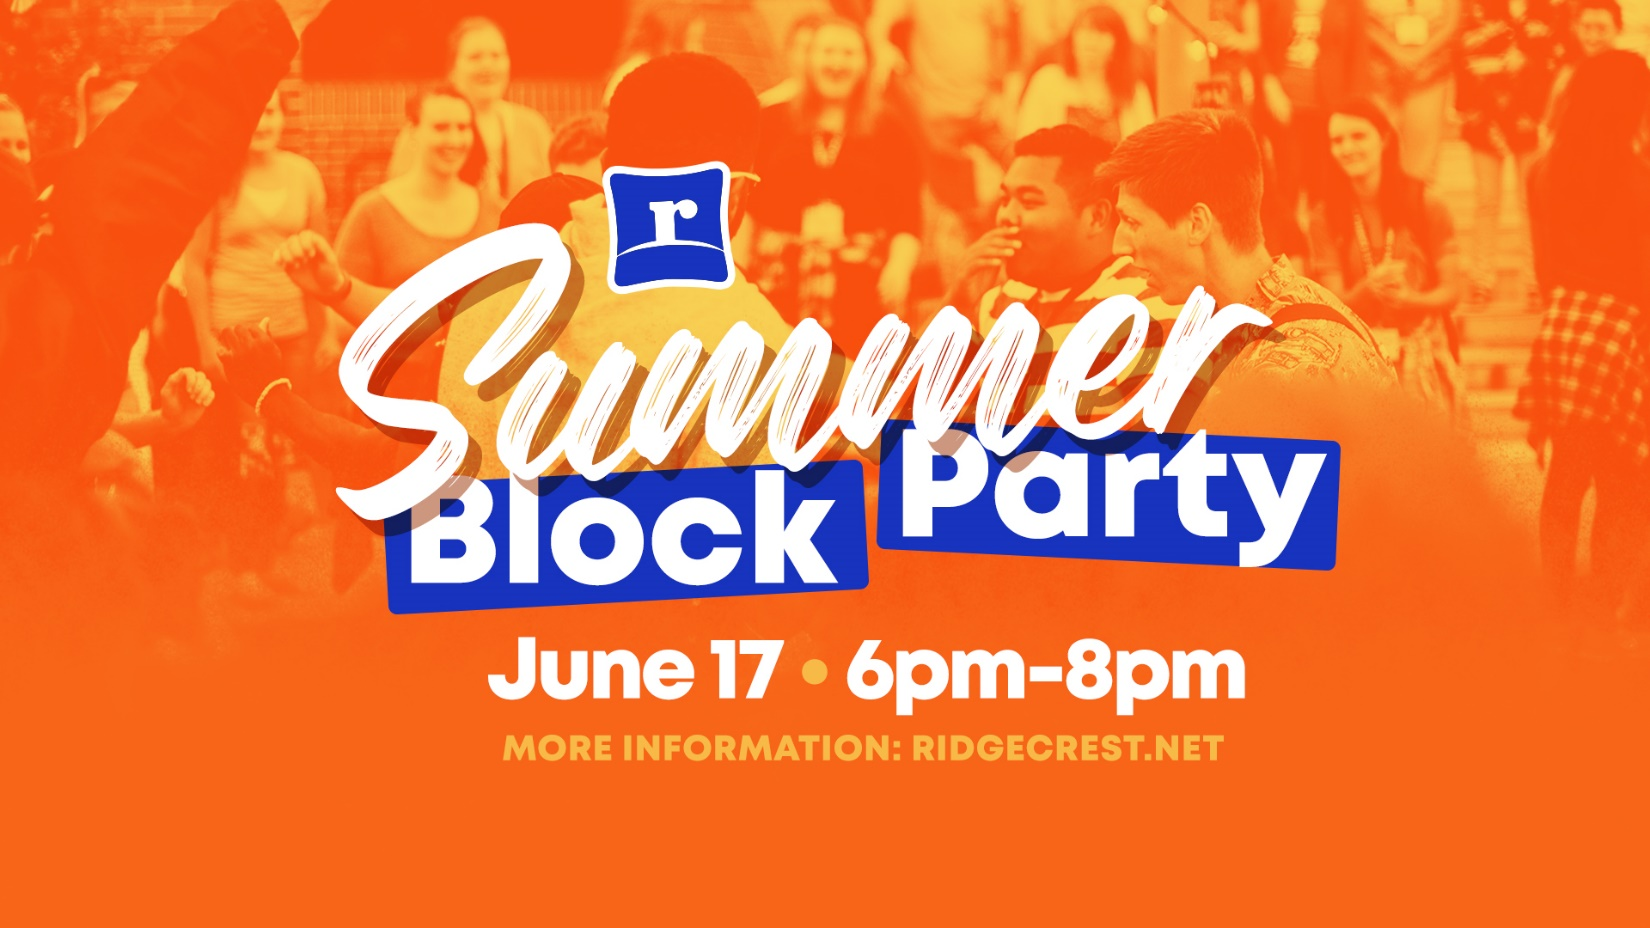 r
Summer
Block Party
June 17 • 6pm-8pm
MORE INFORMATION: RIDGECREST.NET